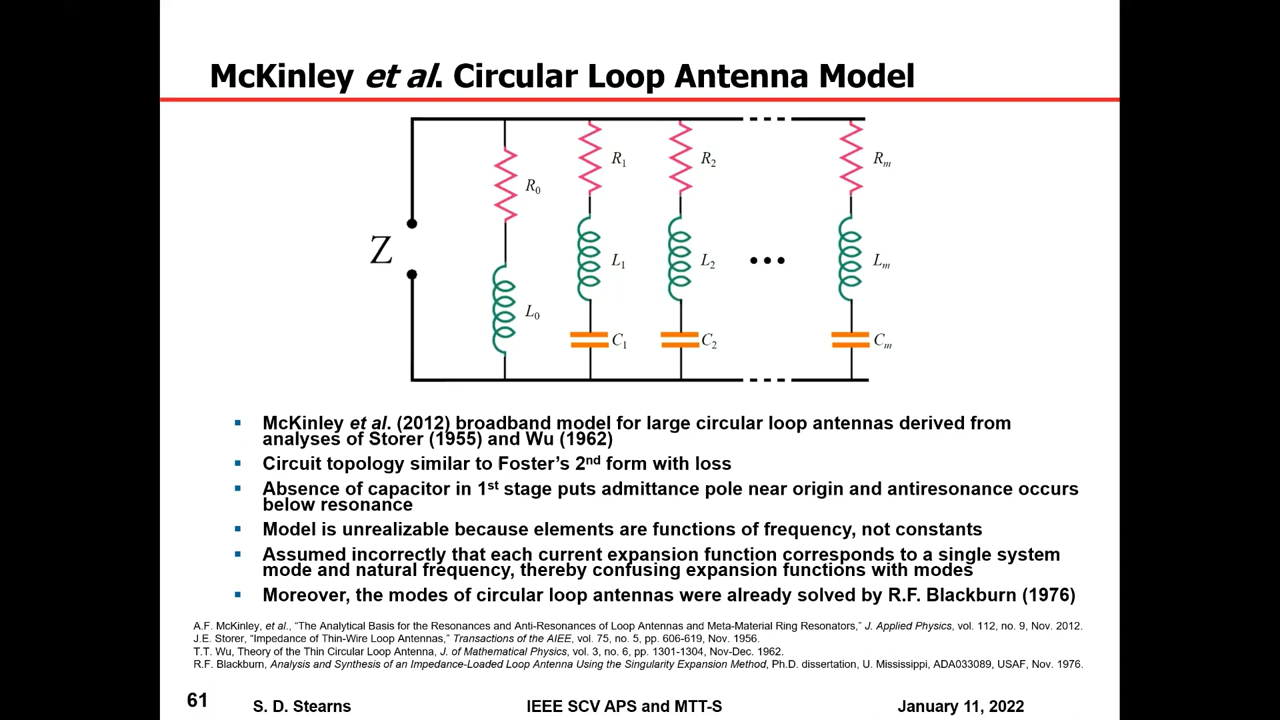 McKinley et al. Circular Loop Antenna Model
R1 R2 Rm
R0
Z
L1 L2 ••• Lm
L0
C1 C2 Cm
▪ McKinley et al. (2012) broadband model for large circular loop antennas derived from
analyses of Storer (1955) and Wu (1962)
▪ Circuit topology similar to Foster’s 2nd form with loss
▪ Absence of capacitor in 1st stage puts admittance pole near origin and antiresonance occurs
below resonance
▪ Model is unrealizable because elements are functions of frequency, not constants
▪ Assumed incorrectly that each current expansion function corresponds to a single system
mode and natural frequency, thereby confusing expansion functions with modes
▪ Moreover, the modes of circular loop antennas were already solved by R.F. Blackburn (1976)
A.F. McKinley, et al., “The Analytical Basis for the Resonances and Anti-Resonances of Loop Antennas and Meta-Material Ring Resonators,” J. Applied Physics, vol. 112, no. 9, Nov. 2012.
J.E. Storer, “Impedance of Thin-Wire Loop Antennas,” Transactions of the AIEE, vol. 75, no. 5, pp. 606-619, Nov. 1956.
T.T. Wu, Theory of the Thin Circular Loop Antenna, J. of Mathematical Physics, vol. 3, no. 6, pp. 1301-1304, Nov-Dec. 1962.
R.F. Blackburn, Analysis and Synthesis of an Impedance-Loaded Loop Antenna Using the Singularity Expansion Method, Ph.D. dissertation, U. Mississippi, ADA033089, USAF, Nov. 1976.
61 S. D. Stearns IEEE SCV APS and MTT-S January 11, 2022